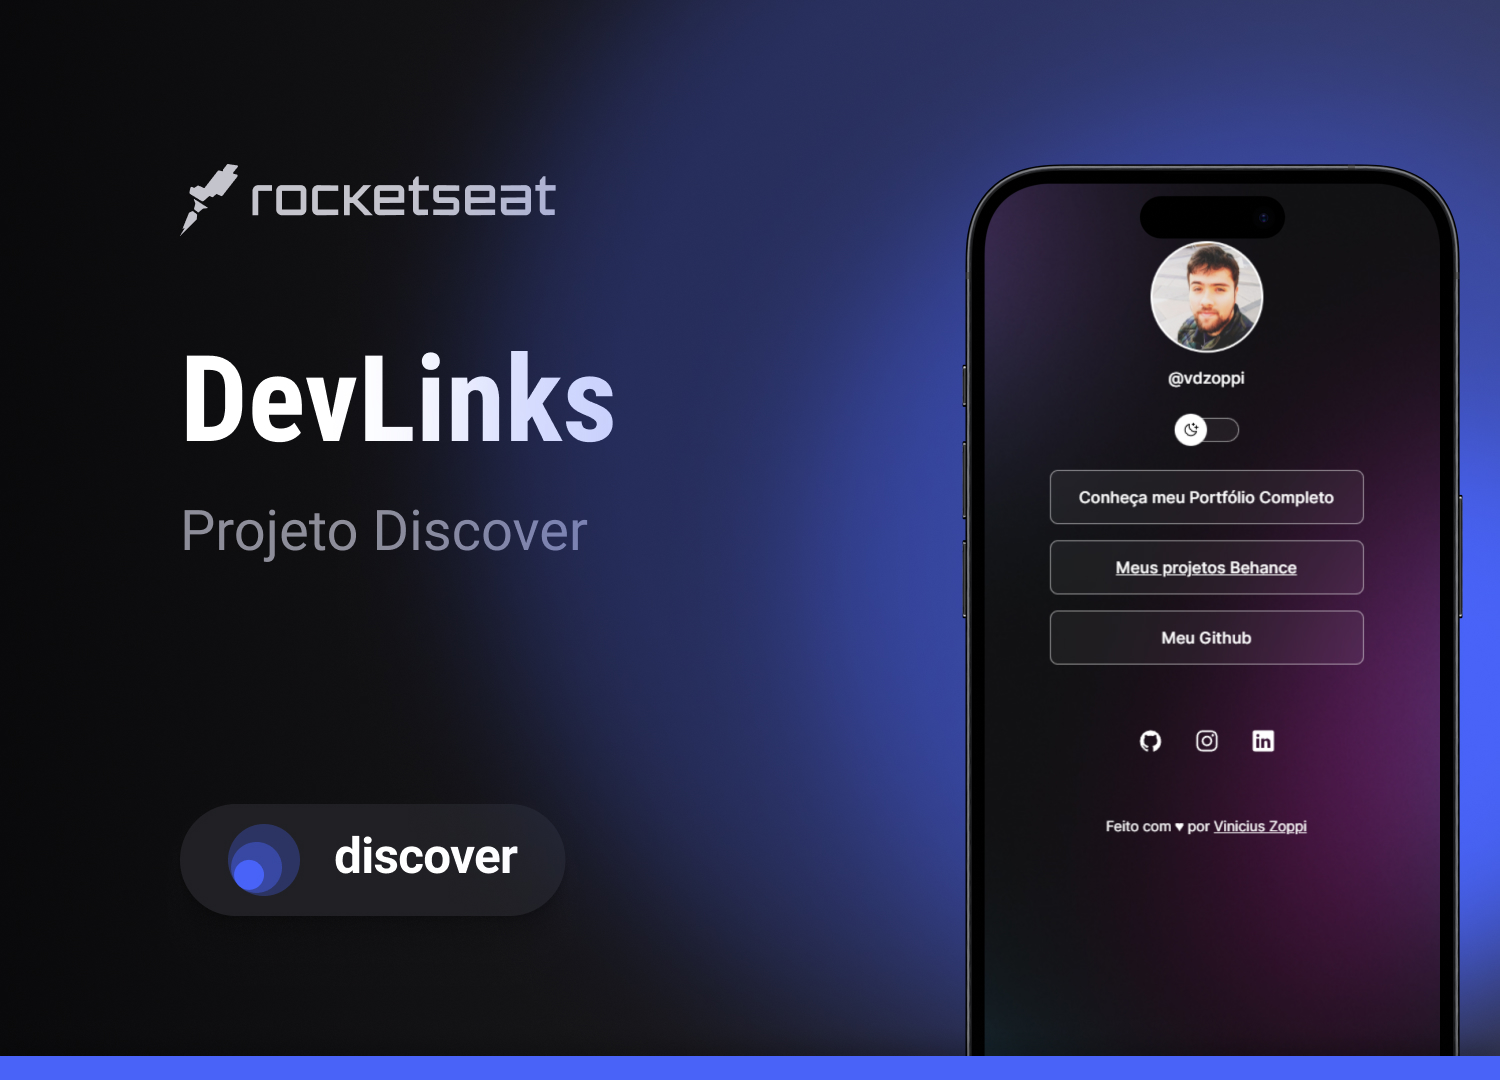 rocketseat
DevLinks
Projeto Discover
discover
@vdzoppi
Conheça meu Portfólio Completo
Meus projetos Behance
Meu Github
in
Feito com ♥ por Vinicius Zoppi